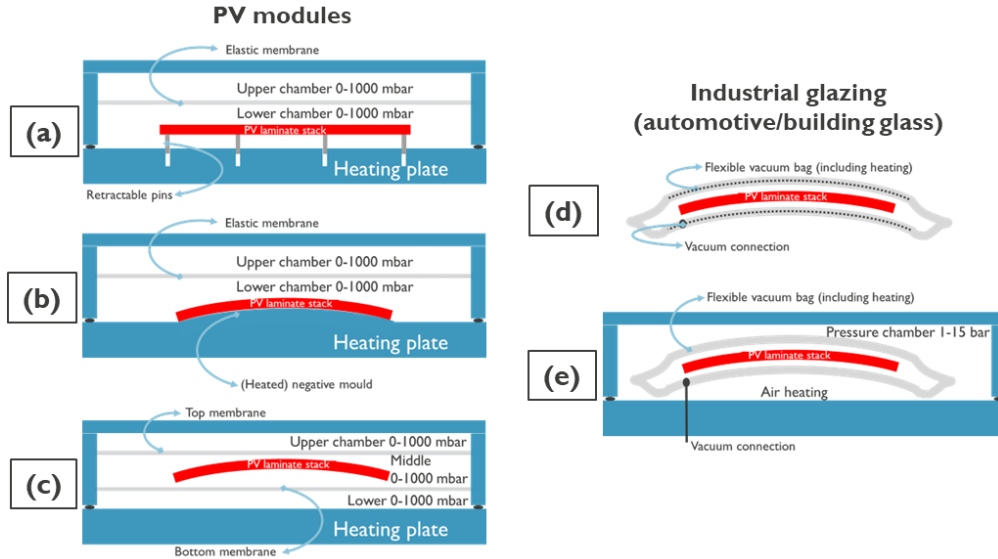 PV modules
Elastic membrane
Upper chamber 0-1000 mbar
Lower chamber 0-1000 mbar
(a)
PV laminate stack
Heating plate
Retractable pins
Elastic membrane
Upper chamber 0-1000 mbar
Lower chamber 0-1000 mbar
(b)
PV laminate stack
Heating plate
(Heated) negative mould
Top membrane
Upper chamber 0-1000 mbar
Middle
PV laminate stack
0-1000 mbar
(c)
Lower 0-1000 mbar
Heating plate
Bottom membrane
Industrial glazing
(automotive/building glass)
Flexible vacuum bag (including heating)
PV laminate stack
(d)
Vacuum connection
Flexible vacuum bag (including heating)
Pressure chamber 1-15 bar
PV laminate stack
(e)
Air heating
Vacuum connection